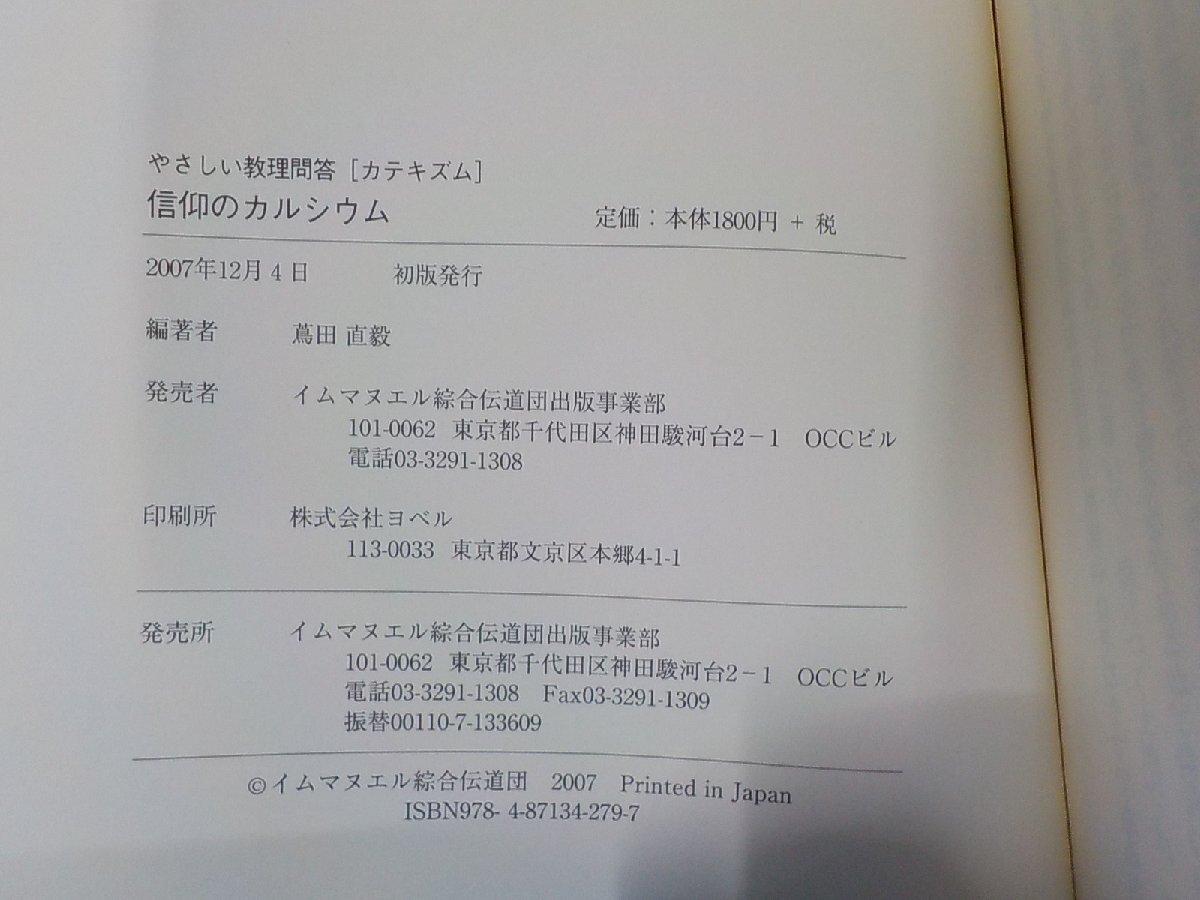 やさしい教理問答［カテキズム］
信仰のカルシウム 定価：本体1800円 + 税
2007年12月4日 初版発行
編著者 蔦田 直毅
発売者 イムマヌエル綜合伝道団出版事業部
101-0062 東京都千代田区神田駿河台2－1 OCCビル
電話03-3291-1308
印刷所 株式会社ヨベル
113-0033 東京都文京区本郷4-1-1
発売所 イムマヌエル綜合伝道団出版事業部
101-0062 東京都千代田区神田駿河台2－1 OCCビル
電話03-3291-1308 Fax03-3291-1309
振替00110-7-133609
©イムマヌエル綜合伝道団 2007 Printed in Japan
ISBN978- 4-87134-279-7